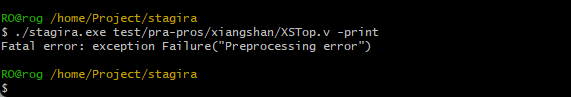 RO@rog /home/Project/stagira
$ ./stagira.exe test/pra-pros/xiangshan/XSTop.v -print
Fatal error: exception Failure("Preprocessing error")
RO@rog /home/Project/stagira
$